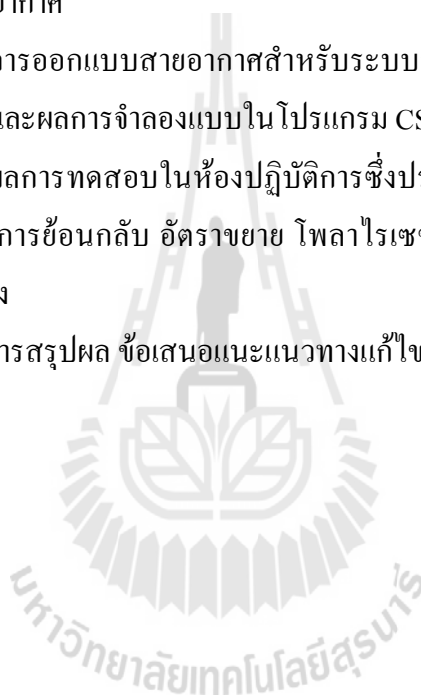 อากาศ
ารออกแบบสายอากาศสำหรับระบบ
และผลการจำลองแบบในโปรแกรม CS
ผลการทดสอบในห้องปฏิบัติการซึ่งปร
การย้อนกลับ อัตราขยาย โพลาไรเซช
ง
ารสรุปผล ข้อเสนอแนะแนวทางแก้ไข
มหาวิทยาลัยเทคโนโลยีสุรนารี